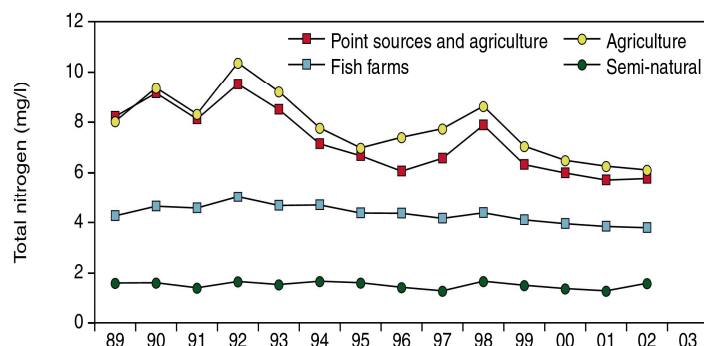 12
Point sources and agriculture
Agriculture
Fish farms
Semi-natural
10
8
6
4
2
0
Total nitrogen (mg/l)
89 90 91 92 93 94 95 96 97 98 99 00 01 02 03